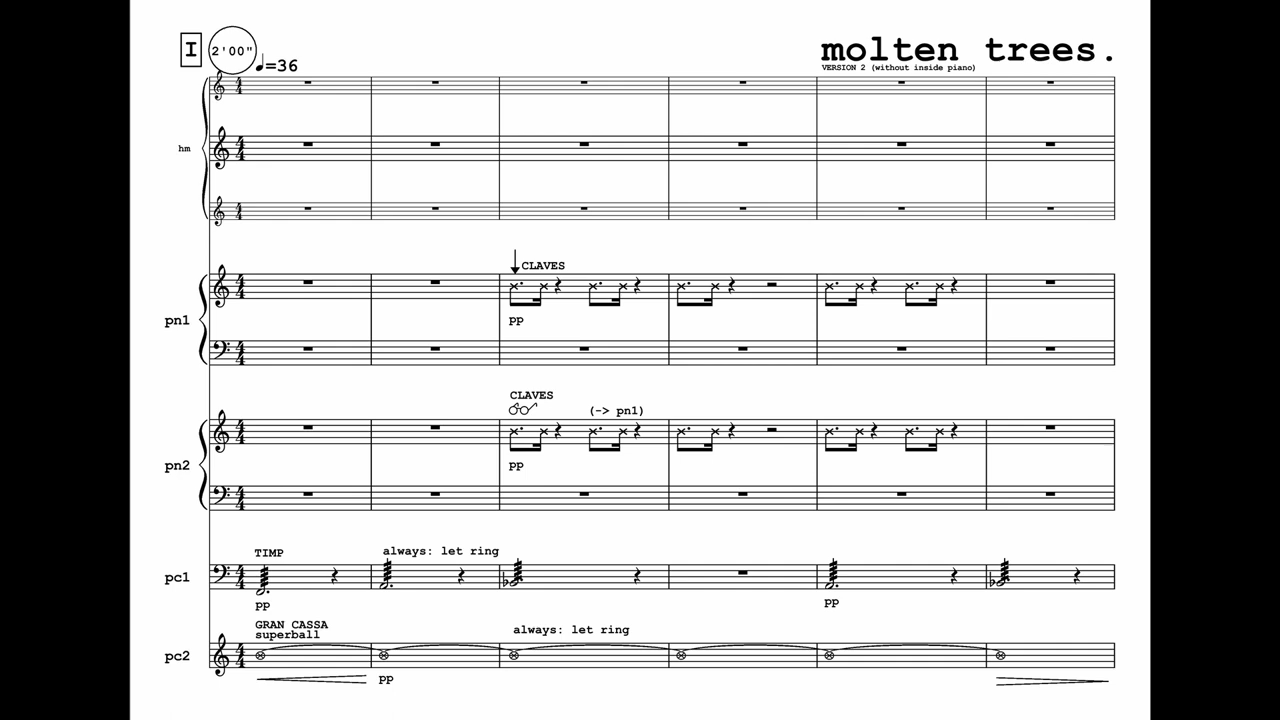 I
2'00"
♩=36
molten trees.
VERSION 2 (without inside piano)
hm
CLAVES
pn1
pp
CLAVES
(-> pn1)
pn2
pp
TIMP
always: let ring
pc1
pp
pp
GRAN CASSA
superball
always: let ring
pc2
pp